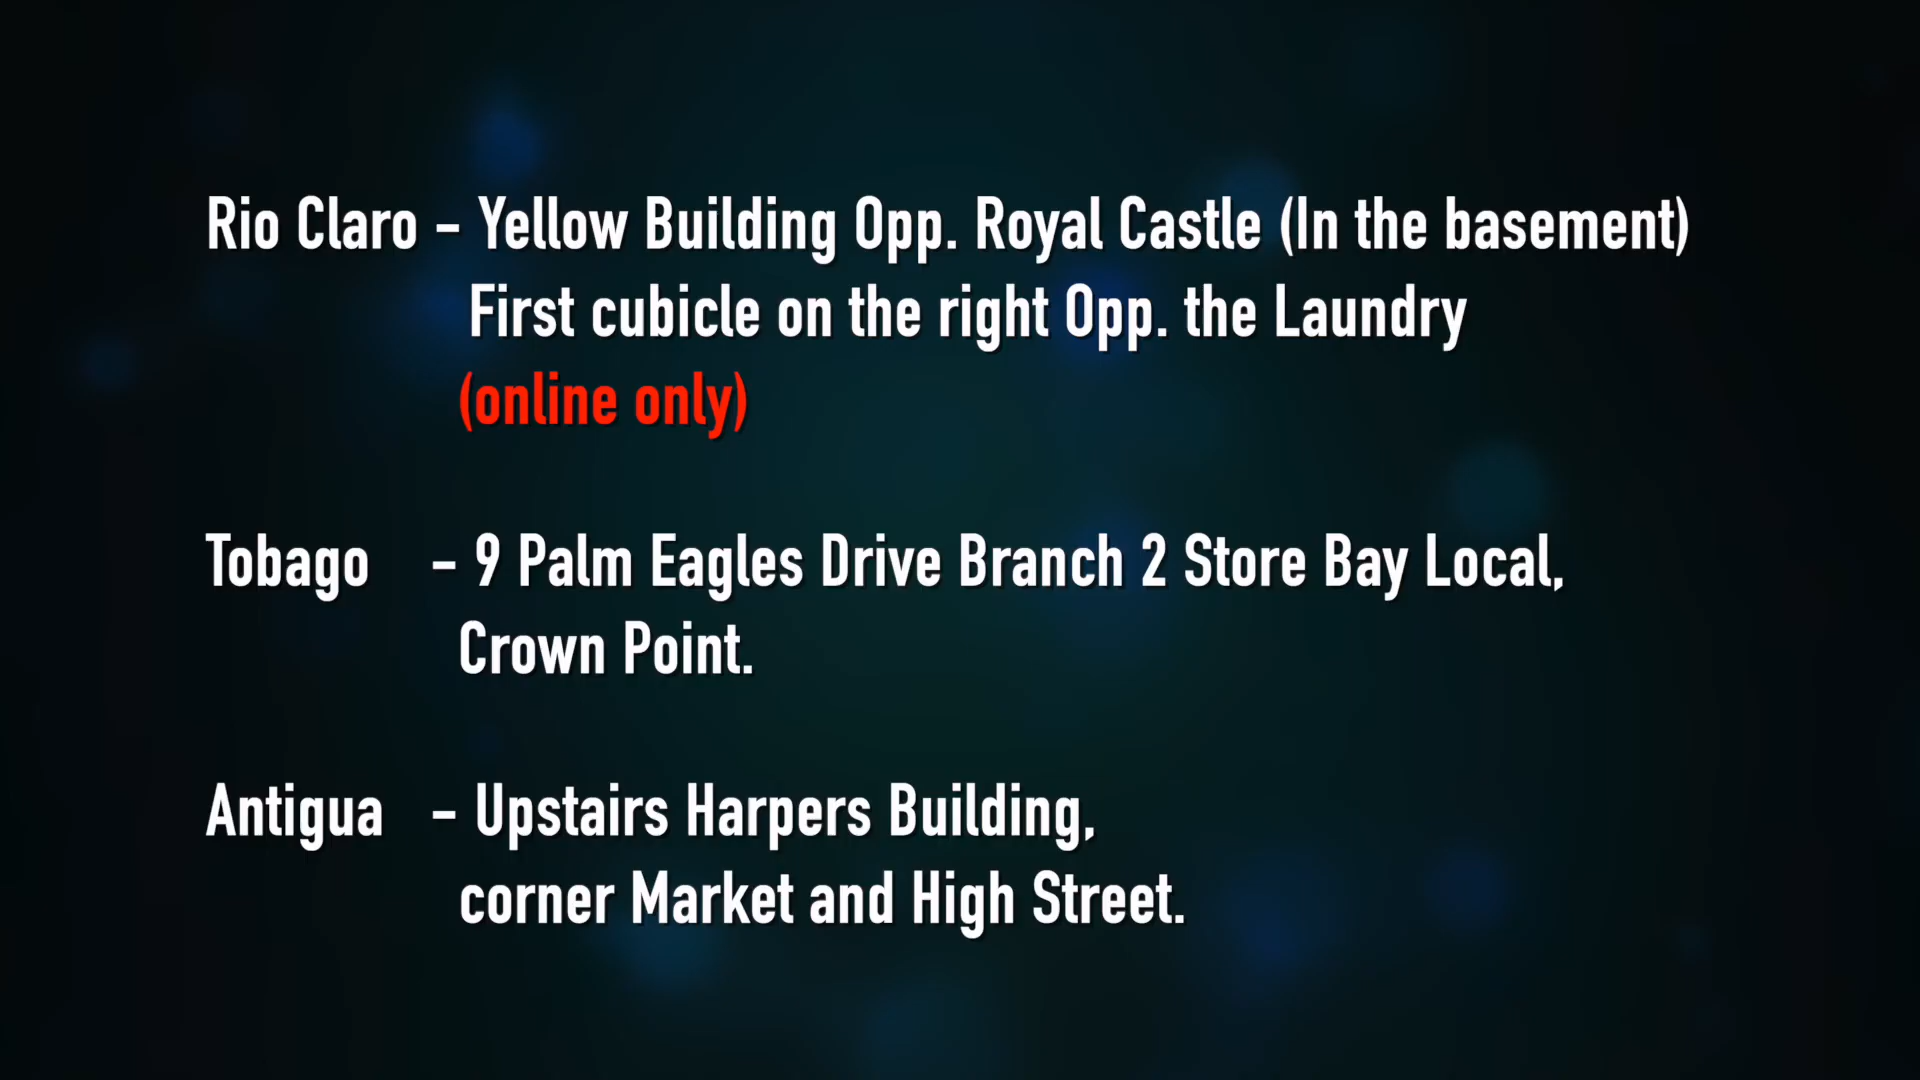 Rio Claro – Yellow Building Opp. Royal Castle (In the basement)
First cubicle on the right Opp. the Laundry
(online only)
Tobago – 9 Palm Eagles Drive Branch 2 Store Bay Local,
Crown Point.
Antigua – Upstairs Harpers Building,
corner Market and High Street.